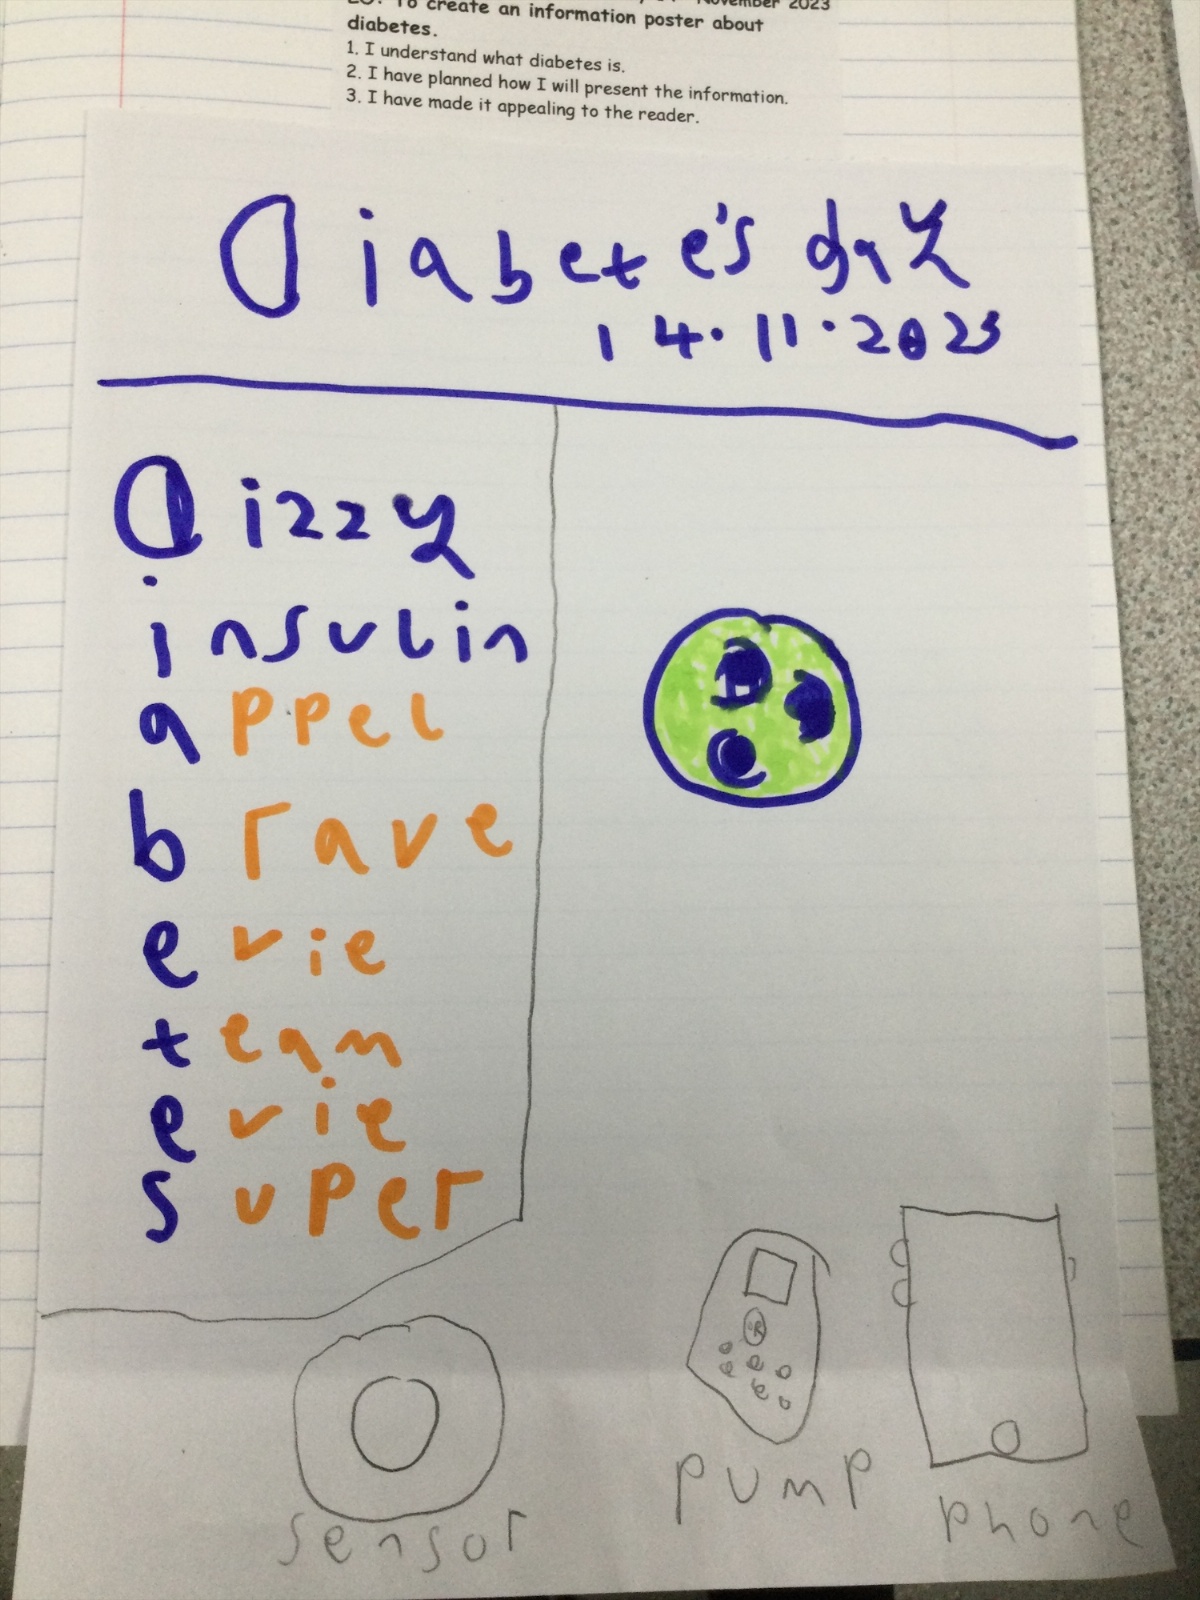 To create an information poster about
diabetes.
1. I understand what diabetes is.
2. I have planned how I will present the information.
3. I have made it appealing to the reader.
Diabete's day
14.11.2023
Dizzy
insulin
appel
brave
evie
team
evie
super
sensor
pump
phone